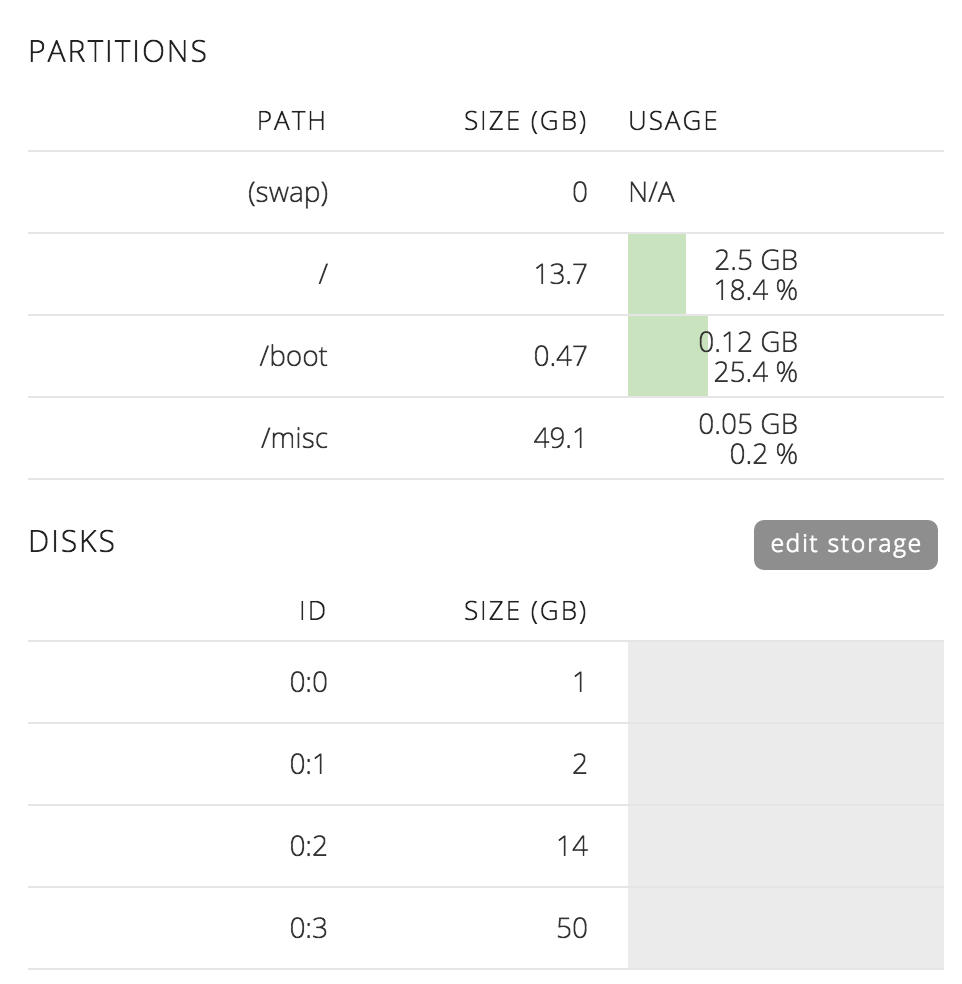 PARTITIONS
PATH SIZE (GB) USAGE
(swap) 0 N/A
/ 13.7 2.5 GB
18.4 %
/boot 0.47 0.12 GB
25.4 %
/misc 49.1 0.05 GB
0.2 %
DISKS edit storage
ID SIZE (GB)
0:0 1
0:1 2
0:2 14
0:3 50